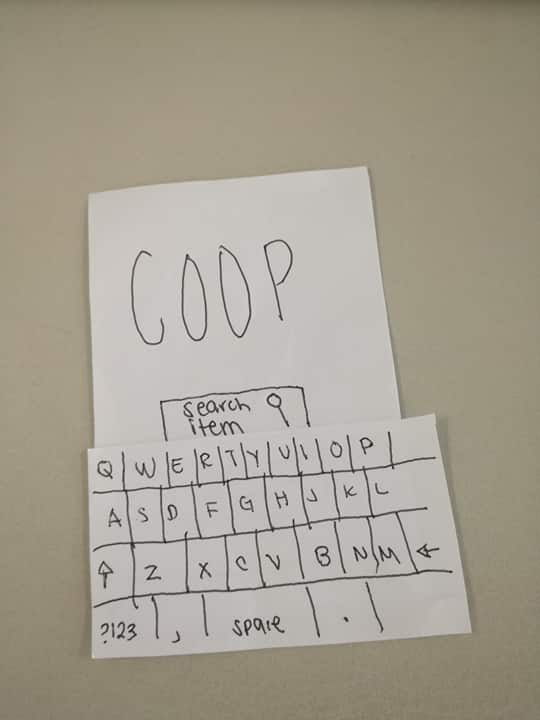 COOP
search
item
Q W E R T Y U I O P
A S D F G H J K L
Z X C V B N M
?123 , space .